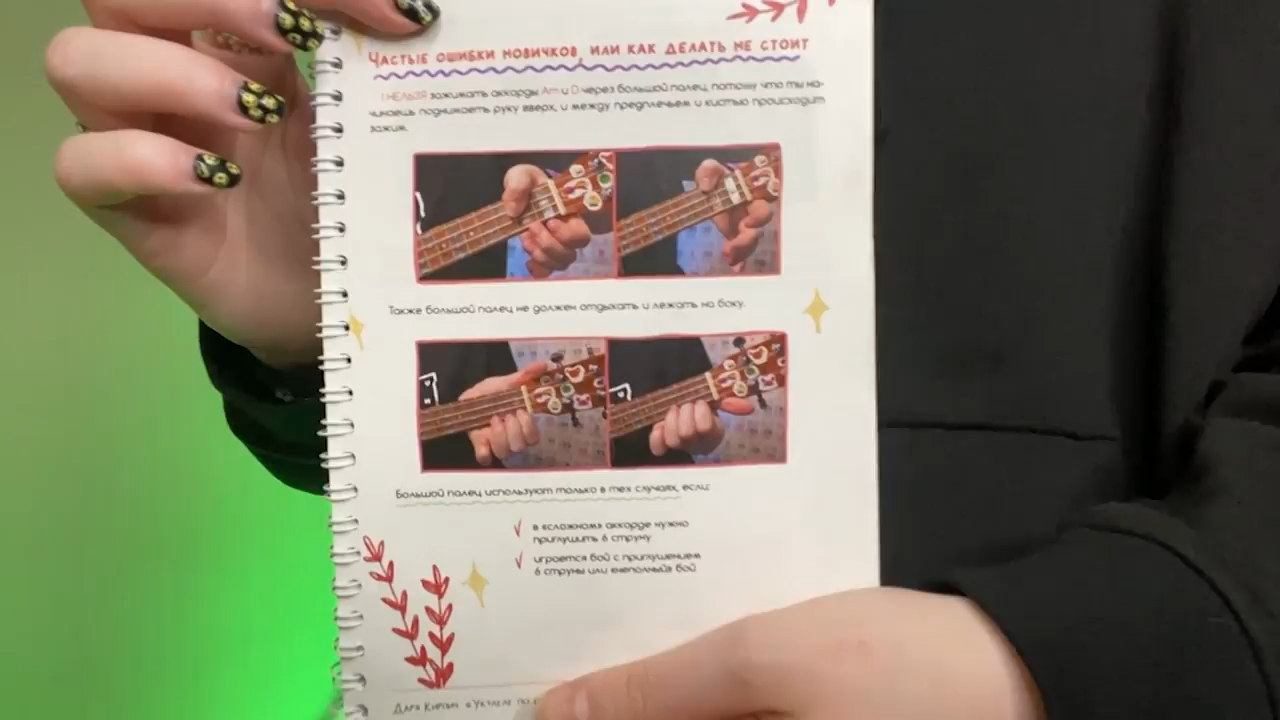 Частые ошибки новичков, или как делать не стоит
! НЕЛЬЗЯ зажимать аккорды Am и D через большой палец, потому что ты на-
чинаешь поднимать руку вверх, и между предплечьем и кистью происходит
зажим.
Также большой палец не должен отдыхать и лежать на боку.
Большой палец используют только в тех случаях, если:
в «сложном» аккорде нужно
приглушить 6 струну
играется бой с приглушением
6 струны или «неполный» бой
«Укулеле по